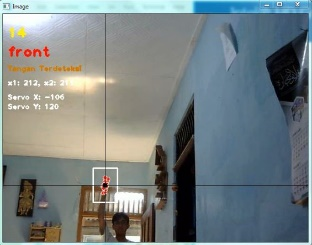 Image
14
front
Tangan Terdeteksi
x1: 212, x2:
Servo X: -106
Servo Y: 120